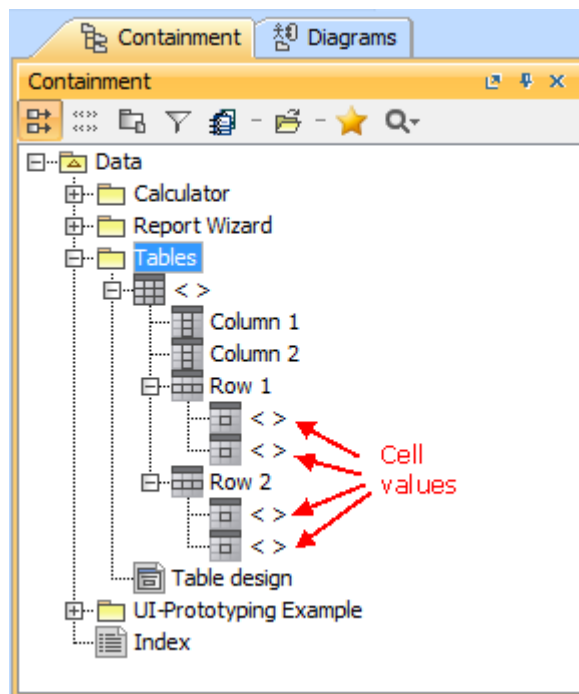 Containment
Diagrams
Containment
Data
Calculator
Report Wizard
Tables
< >
Column 1
Column 2
Row 1
< >
< >
Cell
values
Row 2
< >
< >
Table design
UI-Prototyping Example
Index